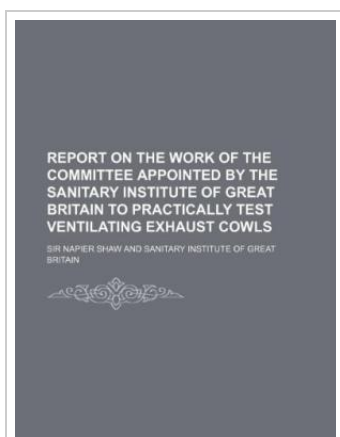 REPORT ON THE WORK OF THE
COMMITTEE APPOINTED BY THE
SANITARY INSTITUTE OF GREAT
BRITAIN TO PRACTICALLY TEST
VENTILATING EXHAUST COWLS
SIR NAPIER SHAW AND SANITARY INSTITUTE OF GREAT
BRITAIN